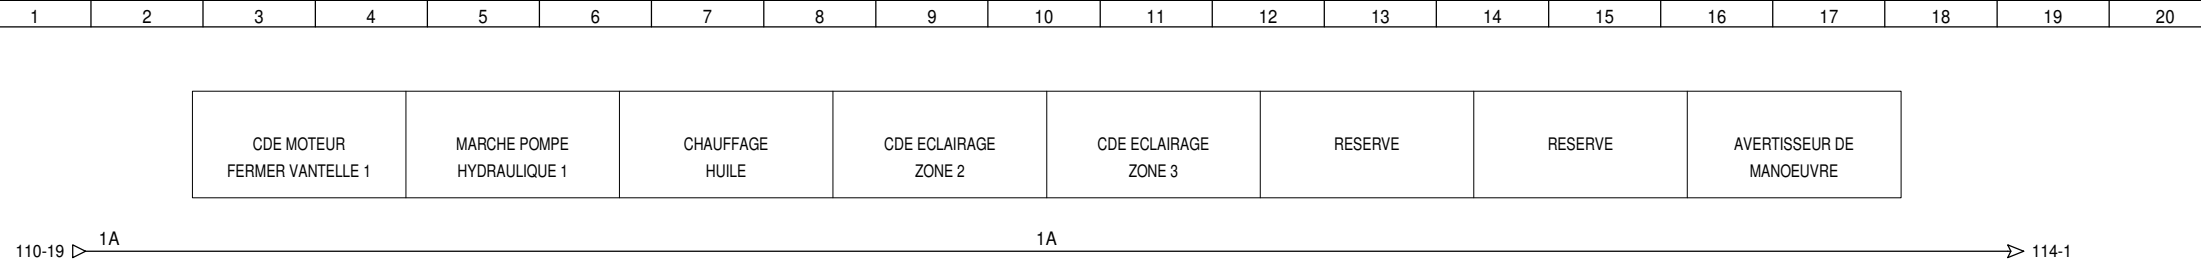 1 2 3 4 5 6 7 8 9 10 11 12 13 14 15 16 17 18 19 20
CDE MOTEUR
FERMER VANTELLE 1
MARCHE POMPE
HYDRAULIQUE 1
CHAUFFAGE
HUILE
CDE ECLAIRAGE
ZONE 2
CDE ECLAIRAGE
ZONE 3
RESERVE
RESERVE
AVERTISSEUR DE
MANOEUVRE
1A 1A
110-19 114-1